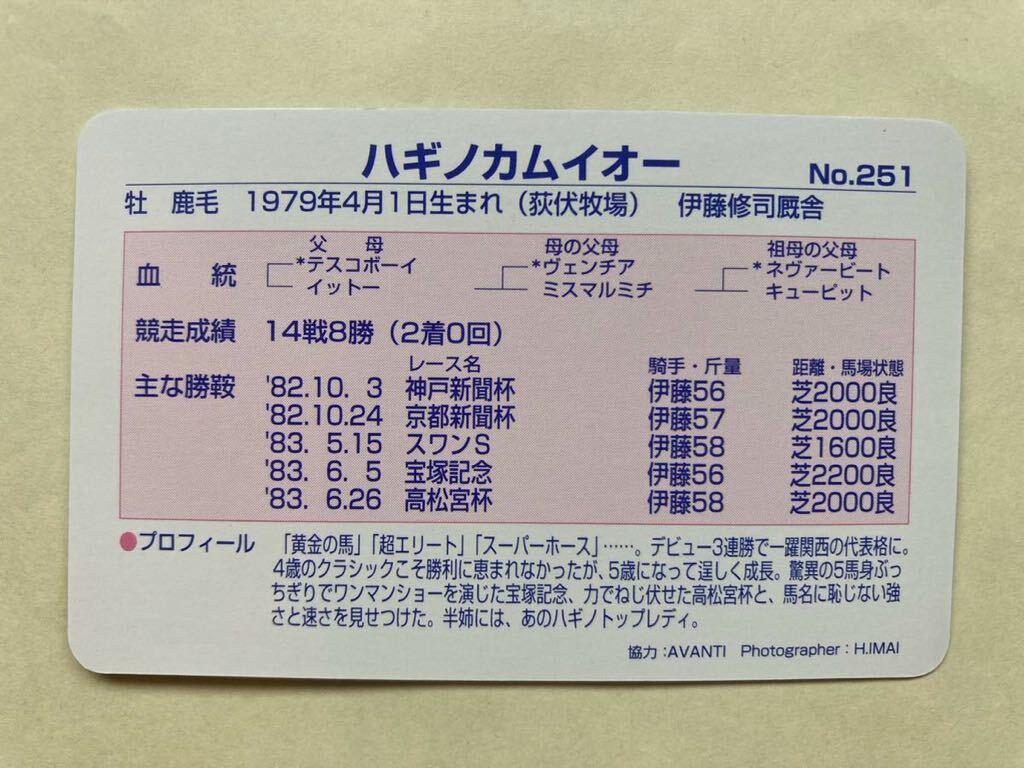 ハギノカムイオー No.251
牡 鹿毛 1979年4月1日生まれ（荻伏牧場） 伊藤修司厩舎
父 母 母の父母 祖母の父母
血統 *テスコボーイ *ヴェンチア *ネヴァービート
イットー ミスマルミチ キューピット
競走成績 14戦8勝（2着0回）
レース名 騎手・斤量 距離・馬場状態
主な勝鞍 '82.10. 3 神戸新聞杯 伊藤56 芝2000良
'82.10.24 京都新聞杯 伊藤57 芝2000良
'83. 5.15 スワンS 伊藤58 芝1600良
'83. 6. 5 宝塚記念 伊藤56 芝2200良
'83. 6.26 高松宮杯 伊藤58 芝2000良
●プロフィール 「黄金の馬」「超エリート」「スーパーホース」……。デビュー3連勝で一躍関西の代表格に。
4歳のクラシックこそ勝利に恵まれなかったが、5歳になって逞しく成長。驚異の5馬身ぶっ
ちぎりでワンマンショーを演じた宝塚記念、力でねじ伏せた高松宮杯と、馬名に恥じない強
さと速さを見せつけた。半姉には、あのハギノトップレディ。
協力：AVANTI Photographer：H.IMAI